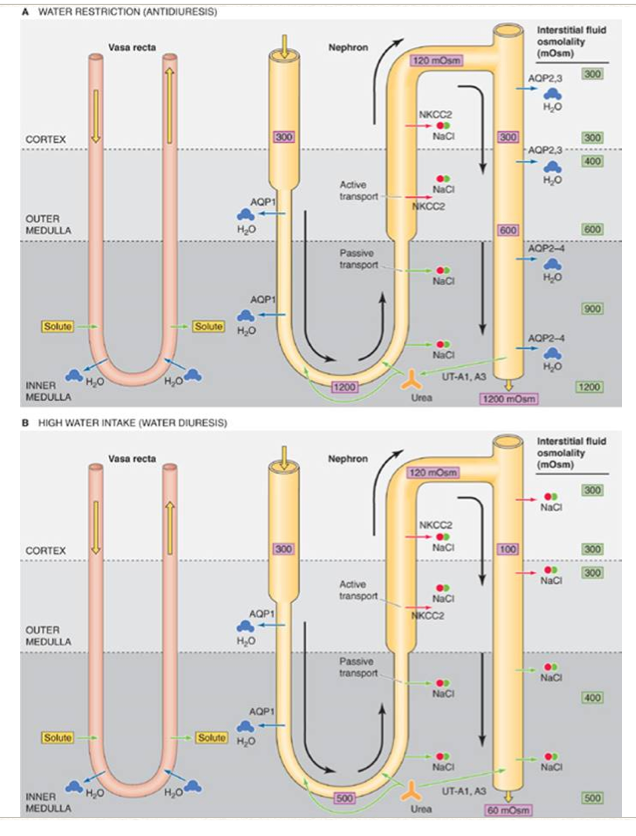 A WATER RESTRICTION (ANTIDIURESIS)
Vasa recta
Nephron
Interstitial fluid
osmolality
(mOsm)
120 mOsm
300
AQP2,3
H2O
NKCC2
NaCl
300
300
300
CORTEX
AQP2,3
400
H2O
Active
transport
NaCl
NKCC2
AQP1
H2O
OUTER
MEDULLA
600
600
Passive
transport
AQP2–4
H2O
NaCl
AQP1
H2O
900
Solute
Solute
AQP2–4
H2O
NaCl
H2O
H2O
UT-A1, A3
INNER
MEDULLA
1200
Urea
1200 mOsm
1200
B HIGH WATER INTAKE (WATER DIURESIS)
Vasa recta
Nephron
Interstitial fluid
osmolality
(mOsm)
120 mOsm
300
NaCl
NKCC2
NaCl
CORTEX
300
100
300
300
NaCl
Active
transport
NaCl
NKCC2
AQP1
H2O
OUTER
MEDULLA
Passive
transport
NaCl
NaCl
400
AQP1
H2O
Solute
Solute
NaCl
NaCl
H2O
H2O
UT-A1, A3
INNER
MEDULLA
500
Urea
60 mOsm
500